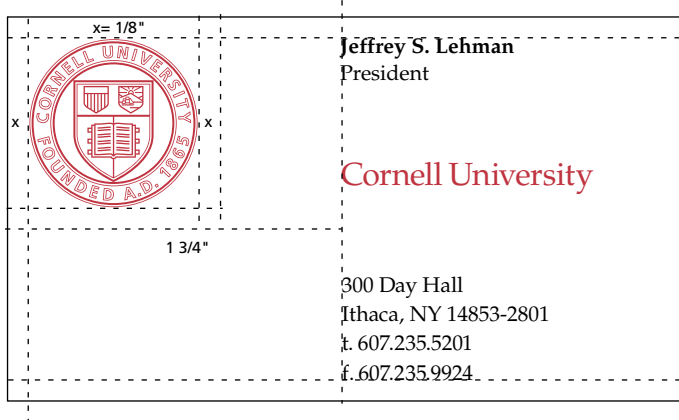 x= 1/8"
CORNELL UNIVERSITY
FOUNDED A.D. 1865
x
x
1 3/4"
Jeffrey S. Lehman
President
Cornell University
300 Day Hall
Ithaca, NY 14853-2801
t. 607.235.5201
f. 607.235.9924